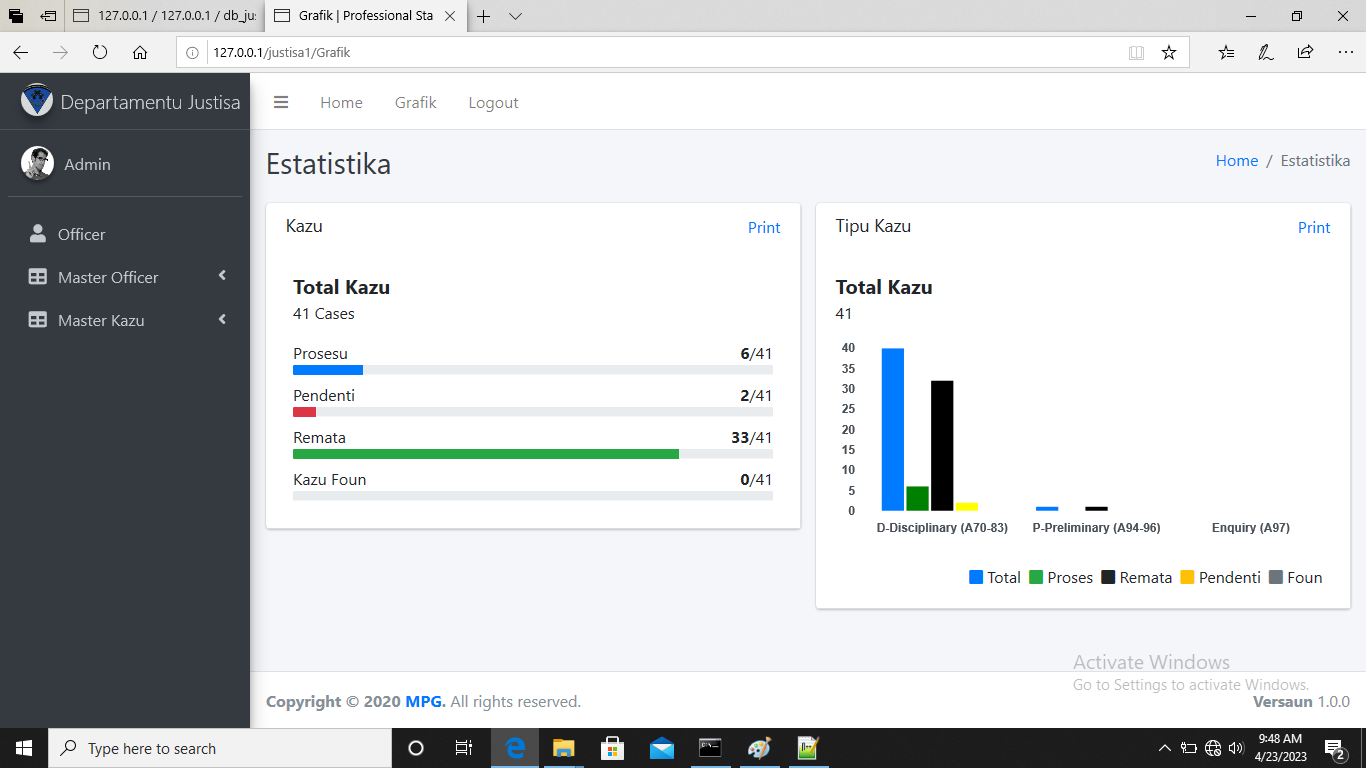 127.0.0.1 / 127.0.0.1 / db_jus
Grafik | Professional Sta
127.0.0.1/justisa1/Grafik
Departamentu Justisa
Home
Grafik
Logout
Admin
Estatistika
Home / Estatistika
Officer
Master Officer
Master Kazu
Kazu
Print
Total Kazu
41 Cases
Prosesu
6/41
Pendenti
2/41
Remata
33/41
Kazu Foun
0/41
Tipu Kazu
Print
Total Kazu
41
40
35
30
25
20
15
10
5
0
D-Disciplinary (A70-83)
P-Preliminary (A94-96)
Enquiry (A97)
Total Proses Remata Pendenti Foun
Activate Windows
Go to Settings to activate Windows.
Copyright © 2020 MPG. All rights reserved.
Versaun 1.0.0
Type here to search
9:48 AM
4/23/2023
2